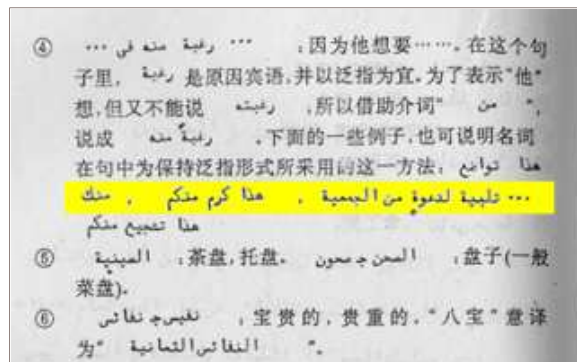 ④ ... رغبة منه فى ... :因为他想要……。在这个句
子里, رغبة 是原因宾语,并以泛指为宜。为了表示"他"
想,但又不能说 رغبته ,所以借助介词" من ",
说成 رغبةً منه 。下面的一些例子,也可说明名词
在句中为保持泛指形式所采用的这一方法: هذا تواضع
... تلبية لدعوة من الجمعية , هذا كرم منكم , منك
هذا تشجيع منكم
⑤ الصينية :茶盘,托盘。 الصحن ج صحون :盘子(一般
菜盘)。
⑥ نفيس ج نفائس ,宝贵的,贵重的。"八宝"意译
为" النفائس الثمانية "。